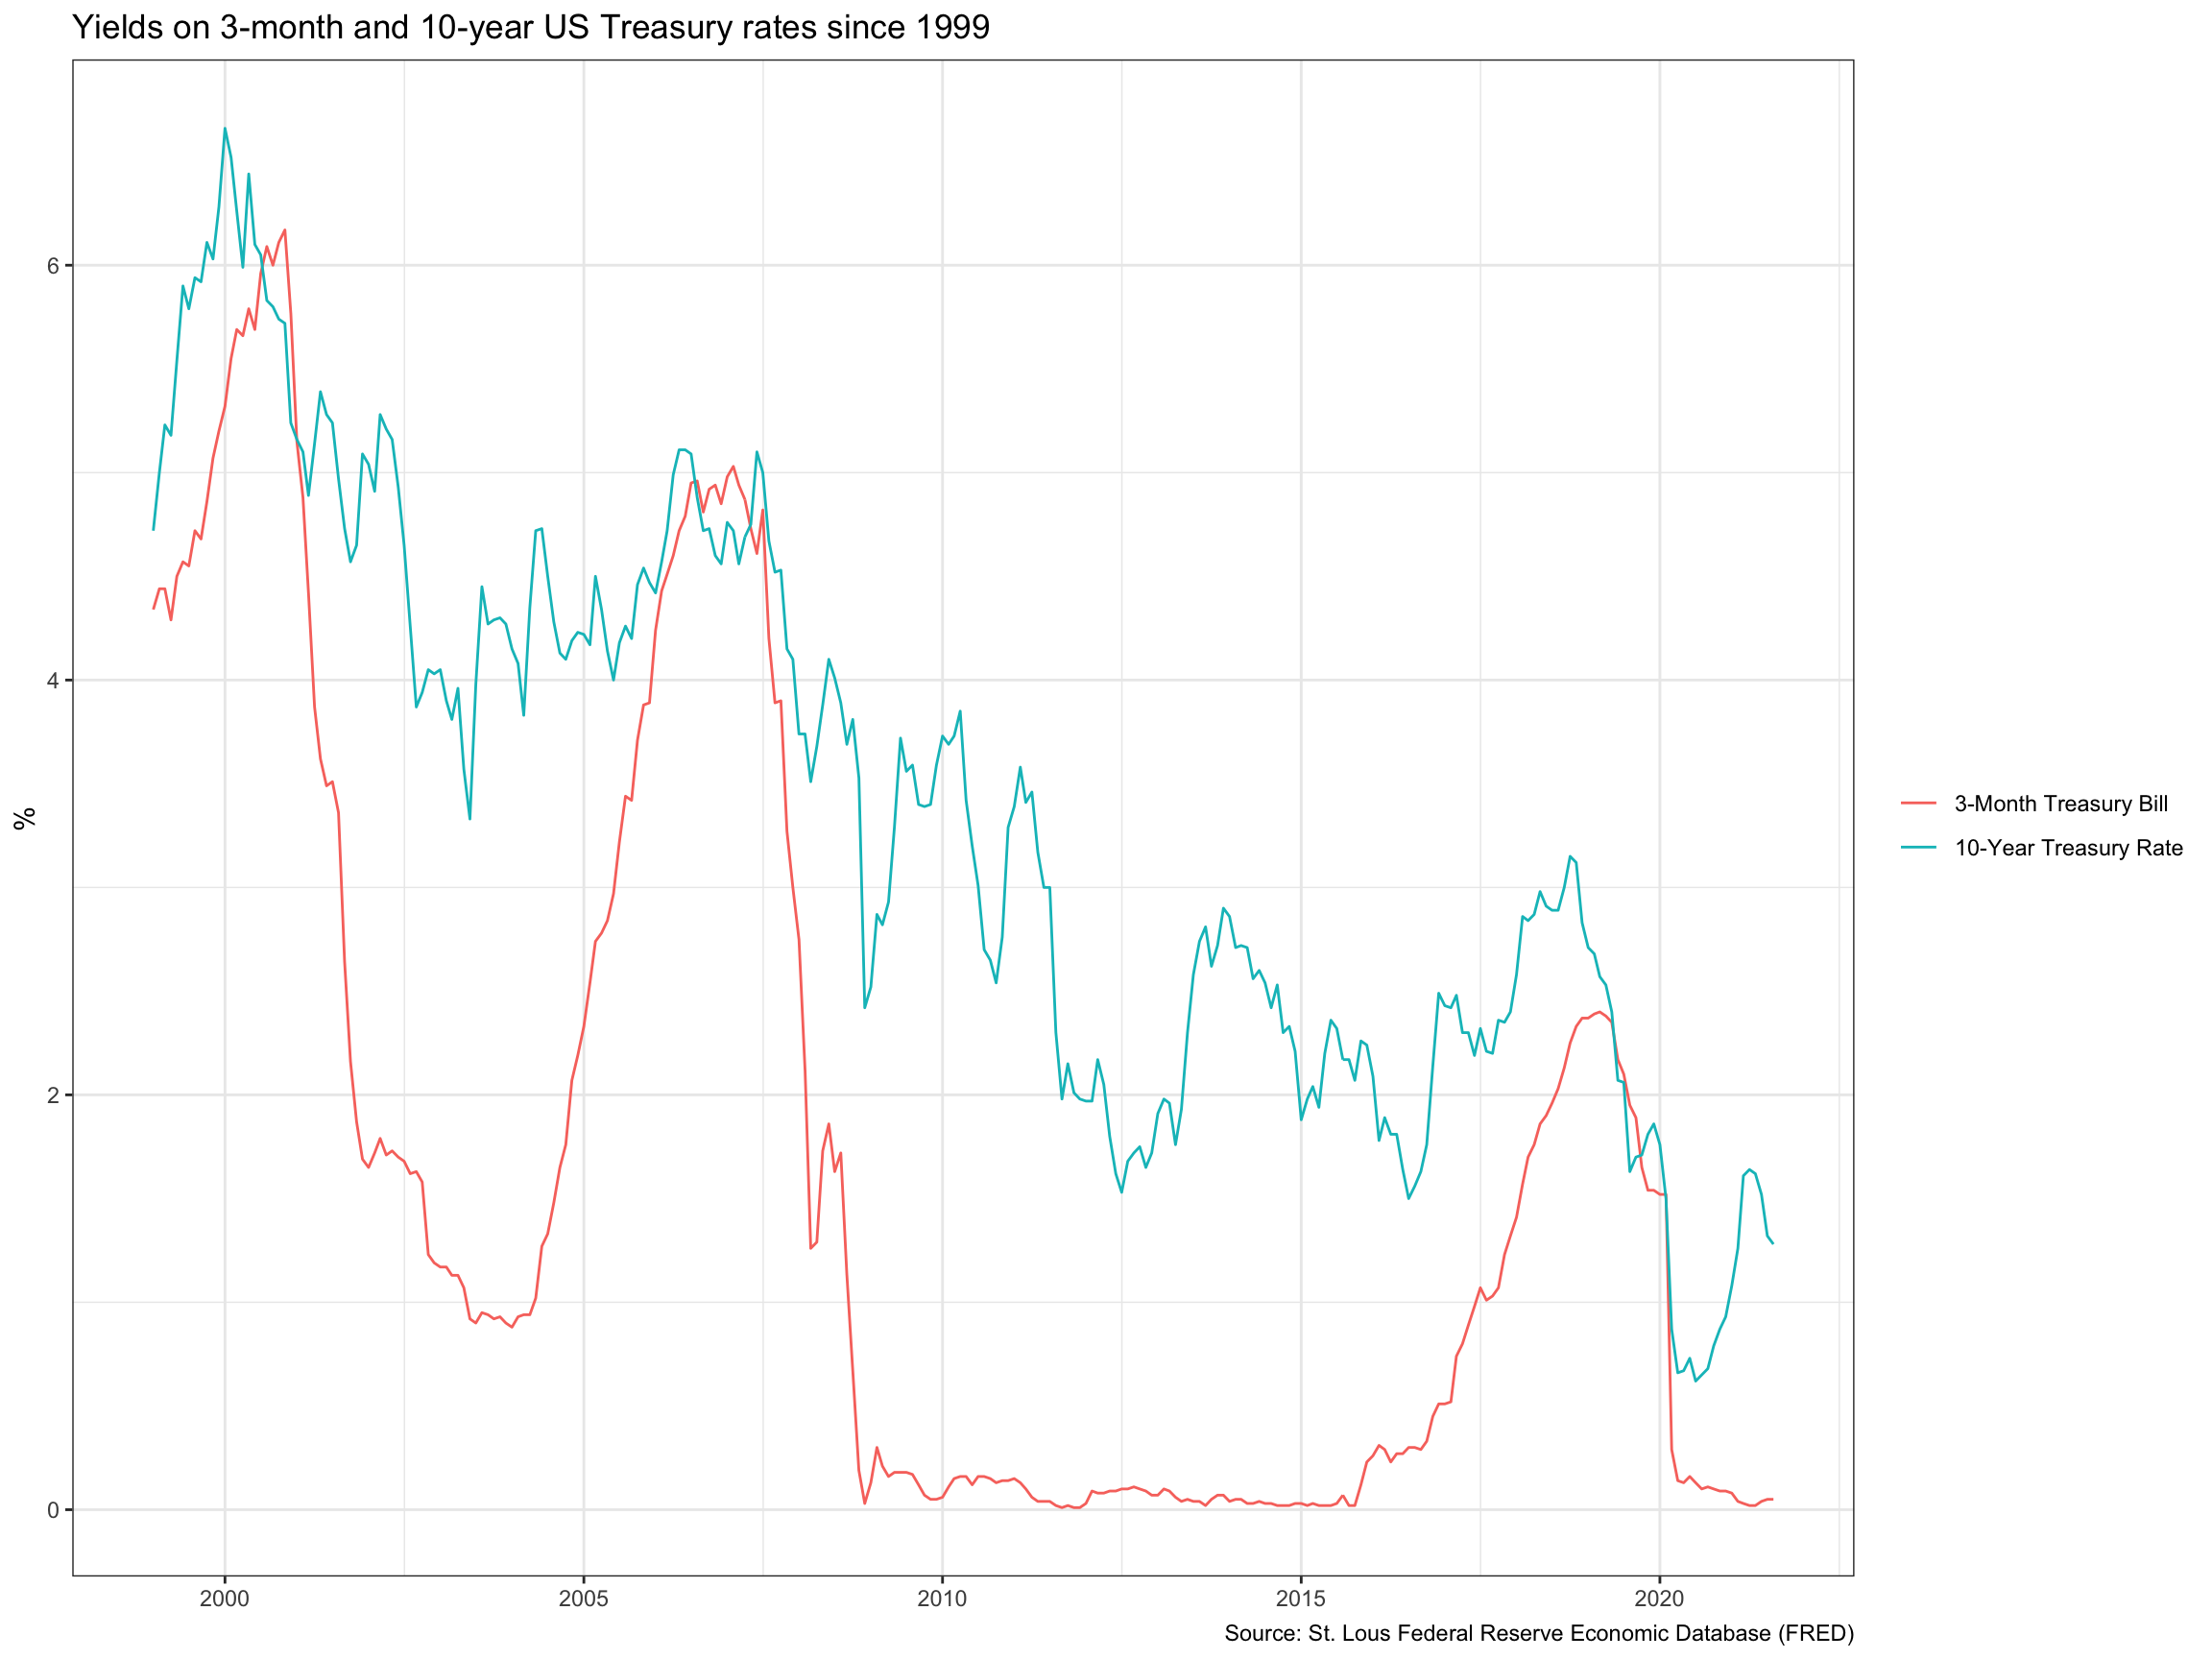 Yields on 3-month and 10-year US Treasury rates since 1999
%
6
4
2
0
2000 2005 2010 2015 2020
3-Month Treasury Bill
10-Year Treasury Rate
Source: St. Lous Federal Reserve Economic Database (FRED)